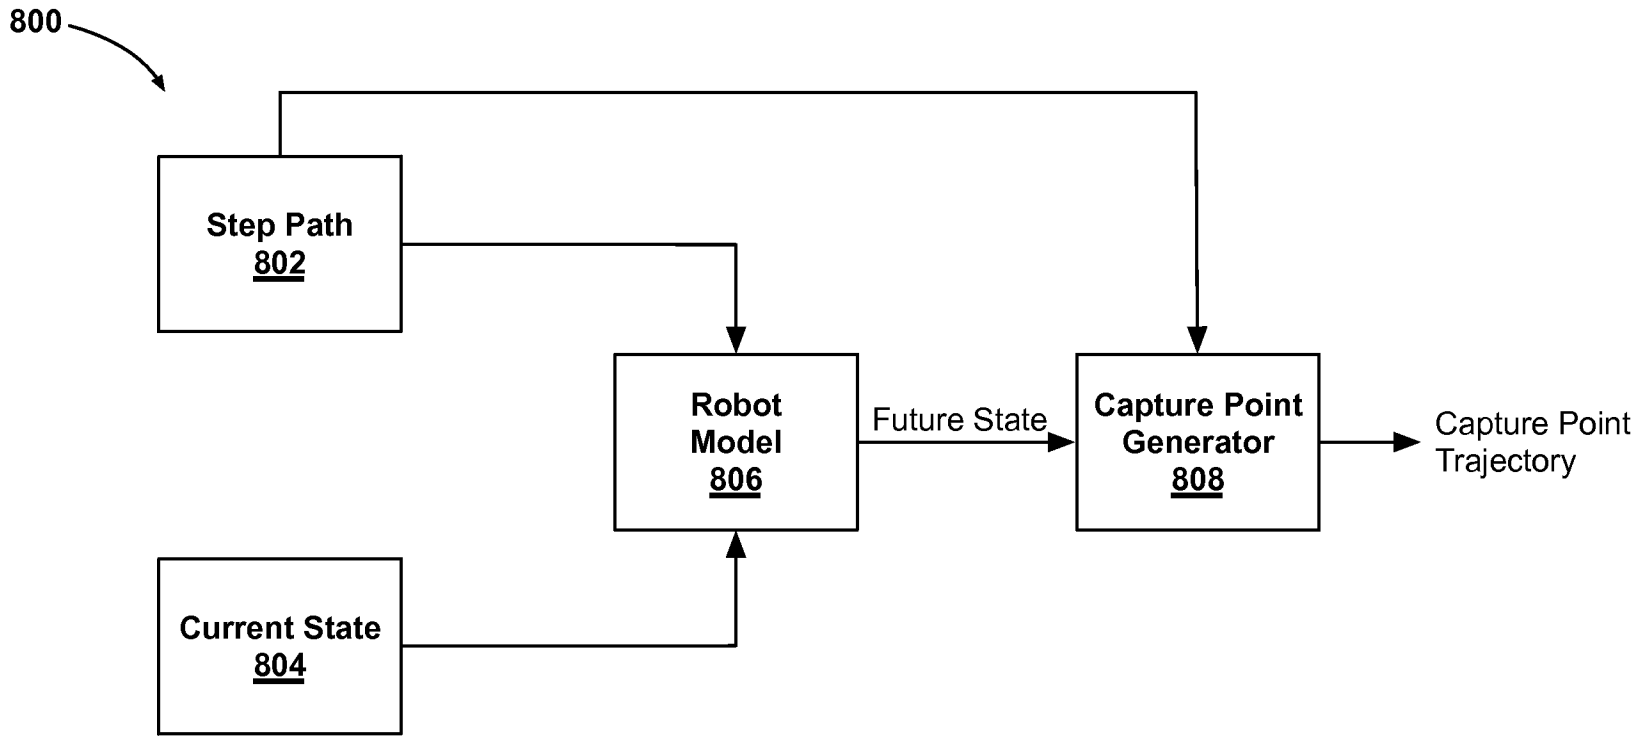 800
Step Path
802
Robot
Model
806
Future State
Capture Point
Generator
808
Capture Point
Trajectory
Current State
804